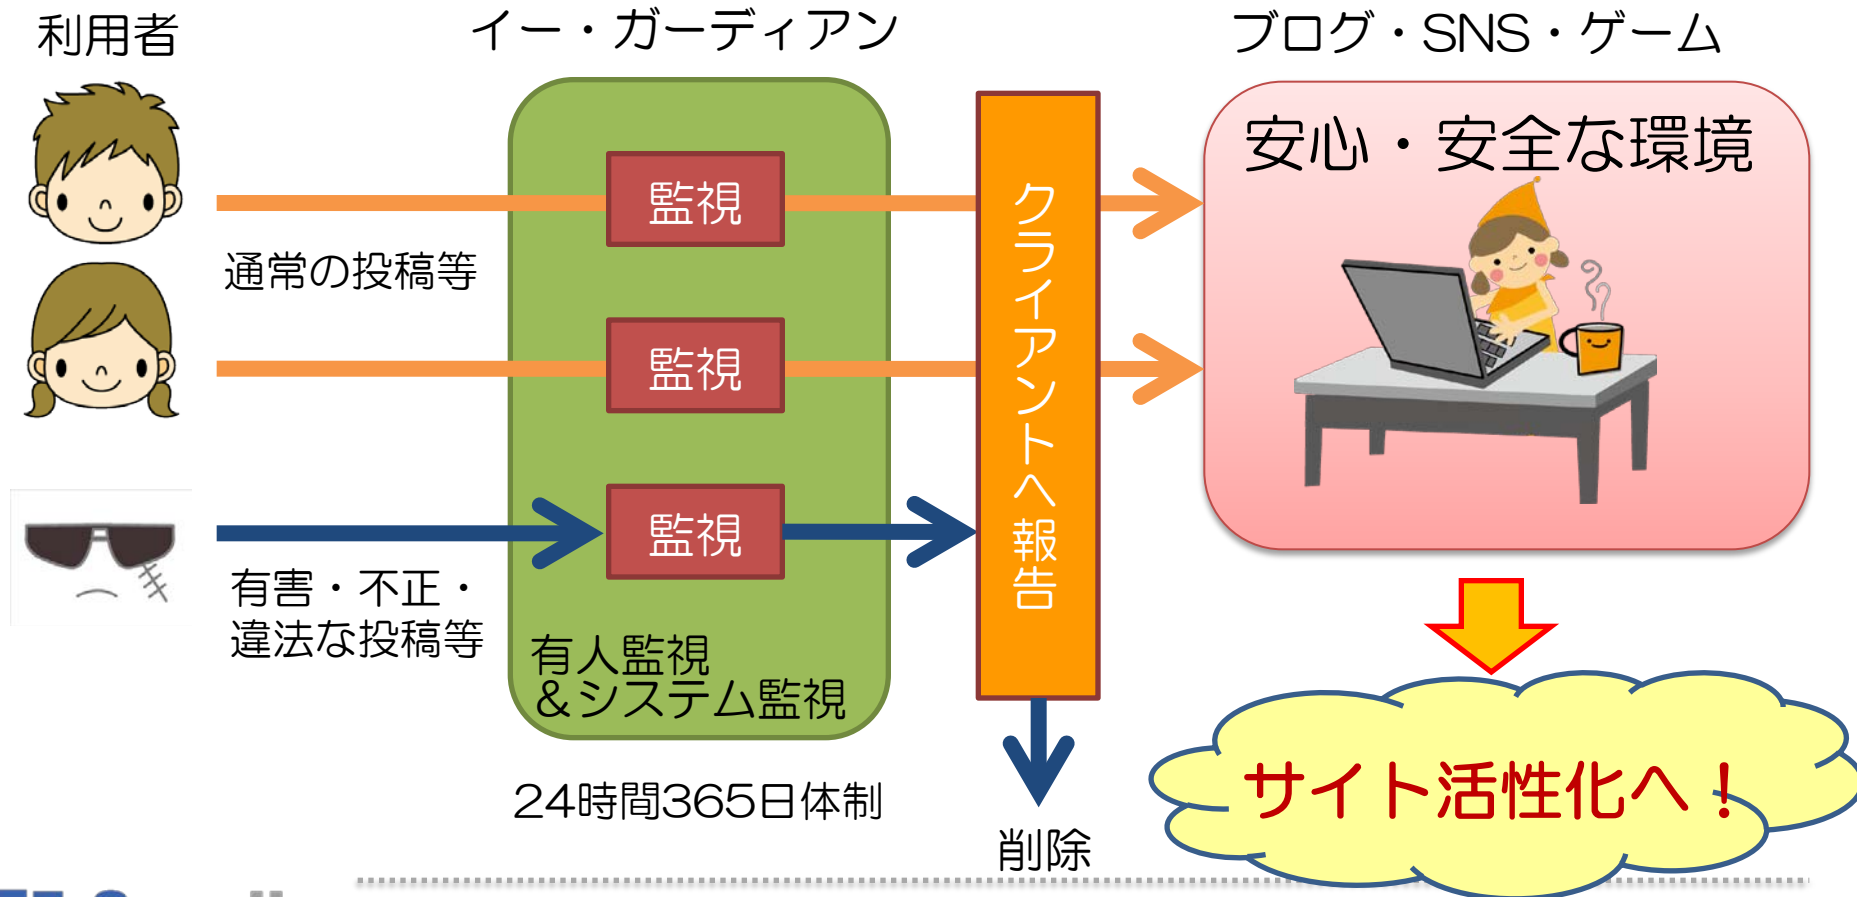 利用者
イー・ガーディアン
ブログ・SNS・ゲーム
安心・安全な環境
監視
通常の投稿等
監視
監視
クライアントへ報告
有害・不正・
違法な投稿等
有人監視
＆システム監視
24時間365日体制
削除
サイト活性化へ！